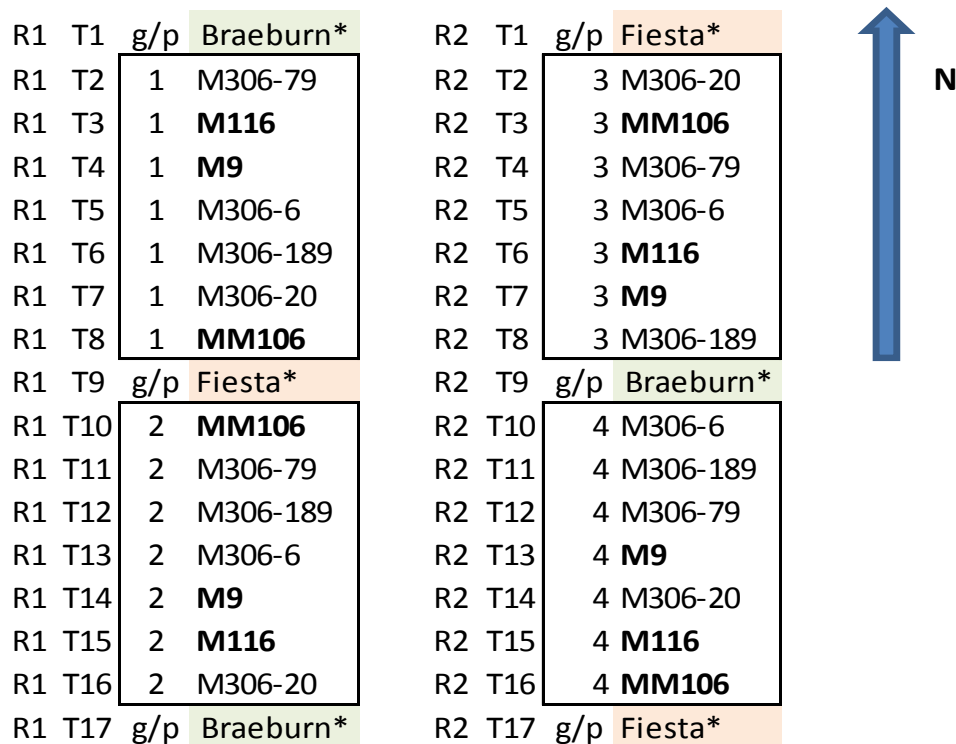 R1 T1 g/p Braeburn* R2 T1 g/p Fiesta*
R1 T2 1 M306-79 R2 T2 3 M306-20 N
R1 T3 1 M116 R2 T3 3 MM106
R1 T4 1 M9 R2 T4 3 M306-79
R1 T5 1 M306-6 R2 T5 3 M306-6
R1 T6 1 M306-189 R2 T6 3 M116
R1 T7 1 M306-20 R2 T7 3 M9
R1 T8 1 MM106 R2 T8 3 M306-189
R1 T9 g/p Fiesta* R2 T9 g/p Braeburn*
R1 T10 2 MM106 R2 T10 4 M306-6
R1 T11 2 M306-79 R2 T11 4 M306-189
R1 T12 2 M306-189 R2 T12 4 M306-79
R1 T13 2 M306-6 R2 T13 4 M9
R1 T14 2 M9 R2 T14 4 M306-20
R1 T15 2 M116 R2 T15 4 M116
R1 T16 2 M306-20 R2 T16 4 MM106
R1 T17 g/p Braeburn* R2 T17 g/p Fiesta*